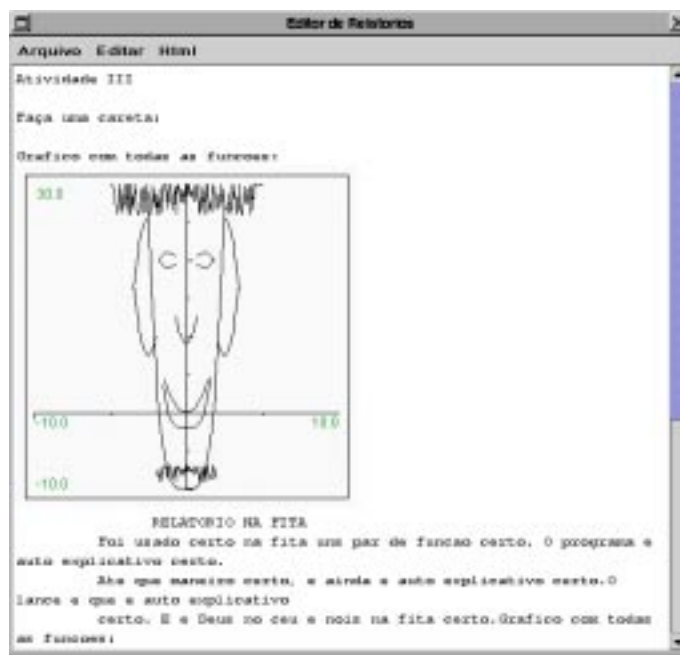 Editor de Relatorios
Arquivo Editar Html
Atividade III
Faça uma careta:
Grafico com todas as funcoes:
30.0
-10.0 10.0
-10.0
RELATORIO NA FITA
Foi usado certo na fita uns par de funcao certo. O programa e
auto explicativo certo.
Ate que maneiro certo, e ainda e auto explicativo certo.O
lance e que e auto explicativo
certo. E e Deus no ceu e nois na fita certo.Grafico com todas
as funcoes: